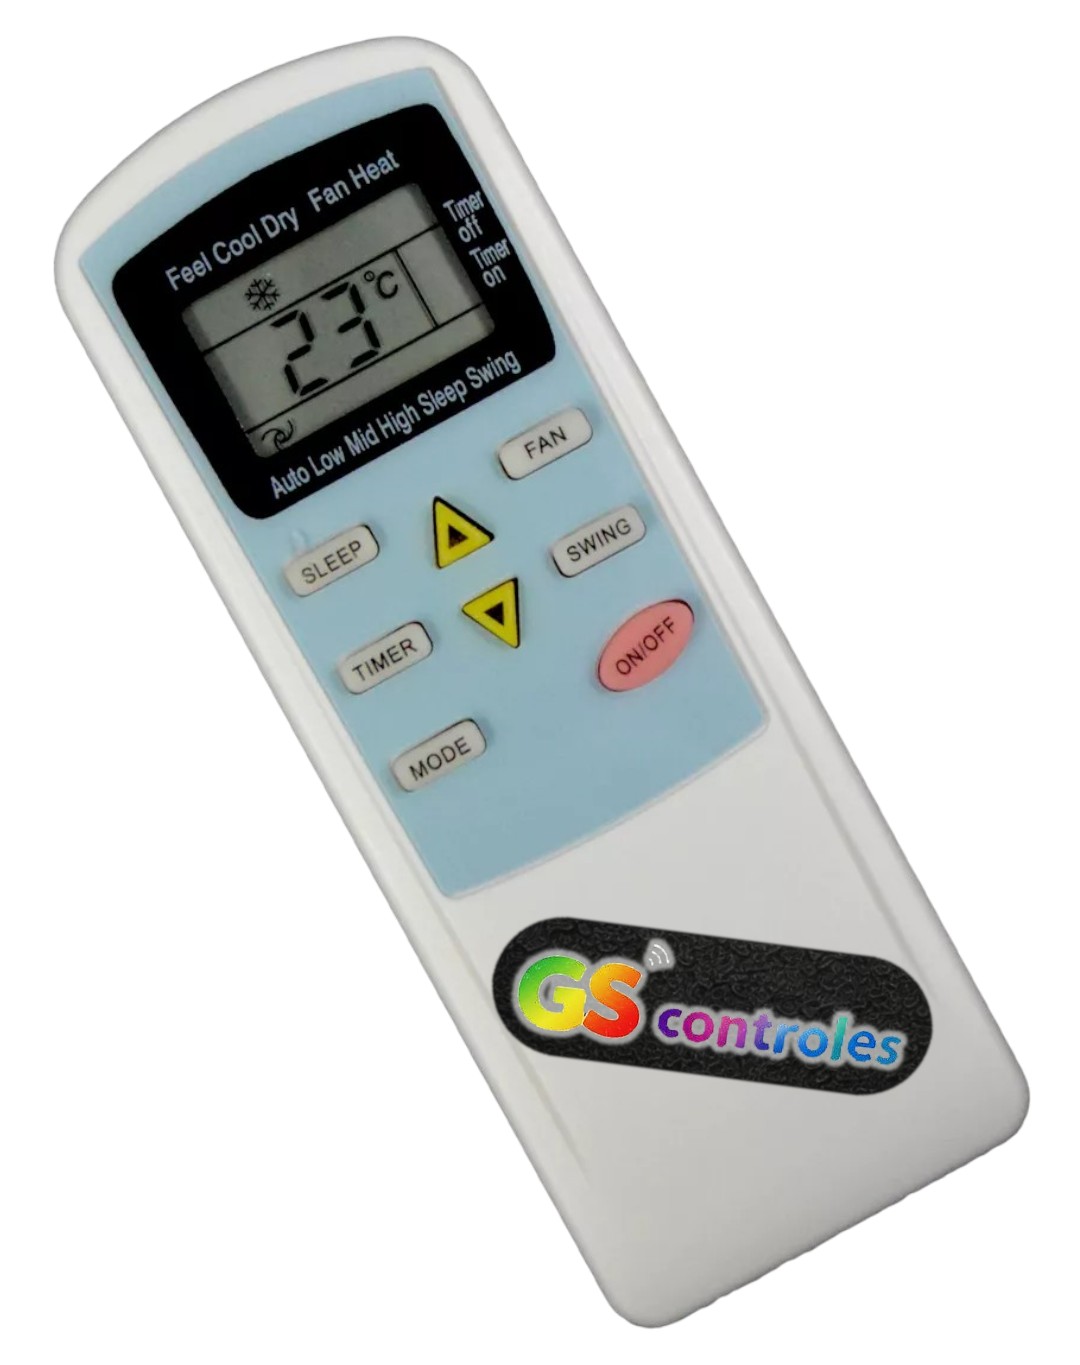 Feel Cool Dry Fan Heat
Timer
off
Timer
on
23°C
Auto Low Mid High Sleep Swing
FAN
SLEEP
SWING
TIMER
ON/OFF
MODE
GS controles